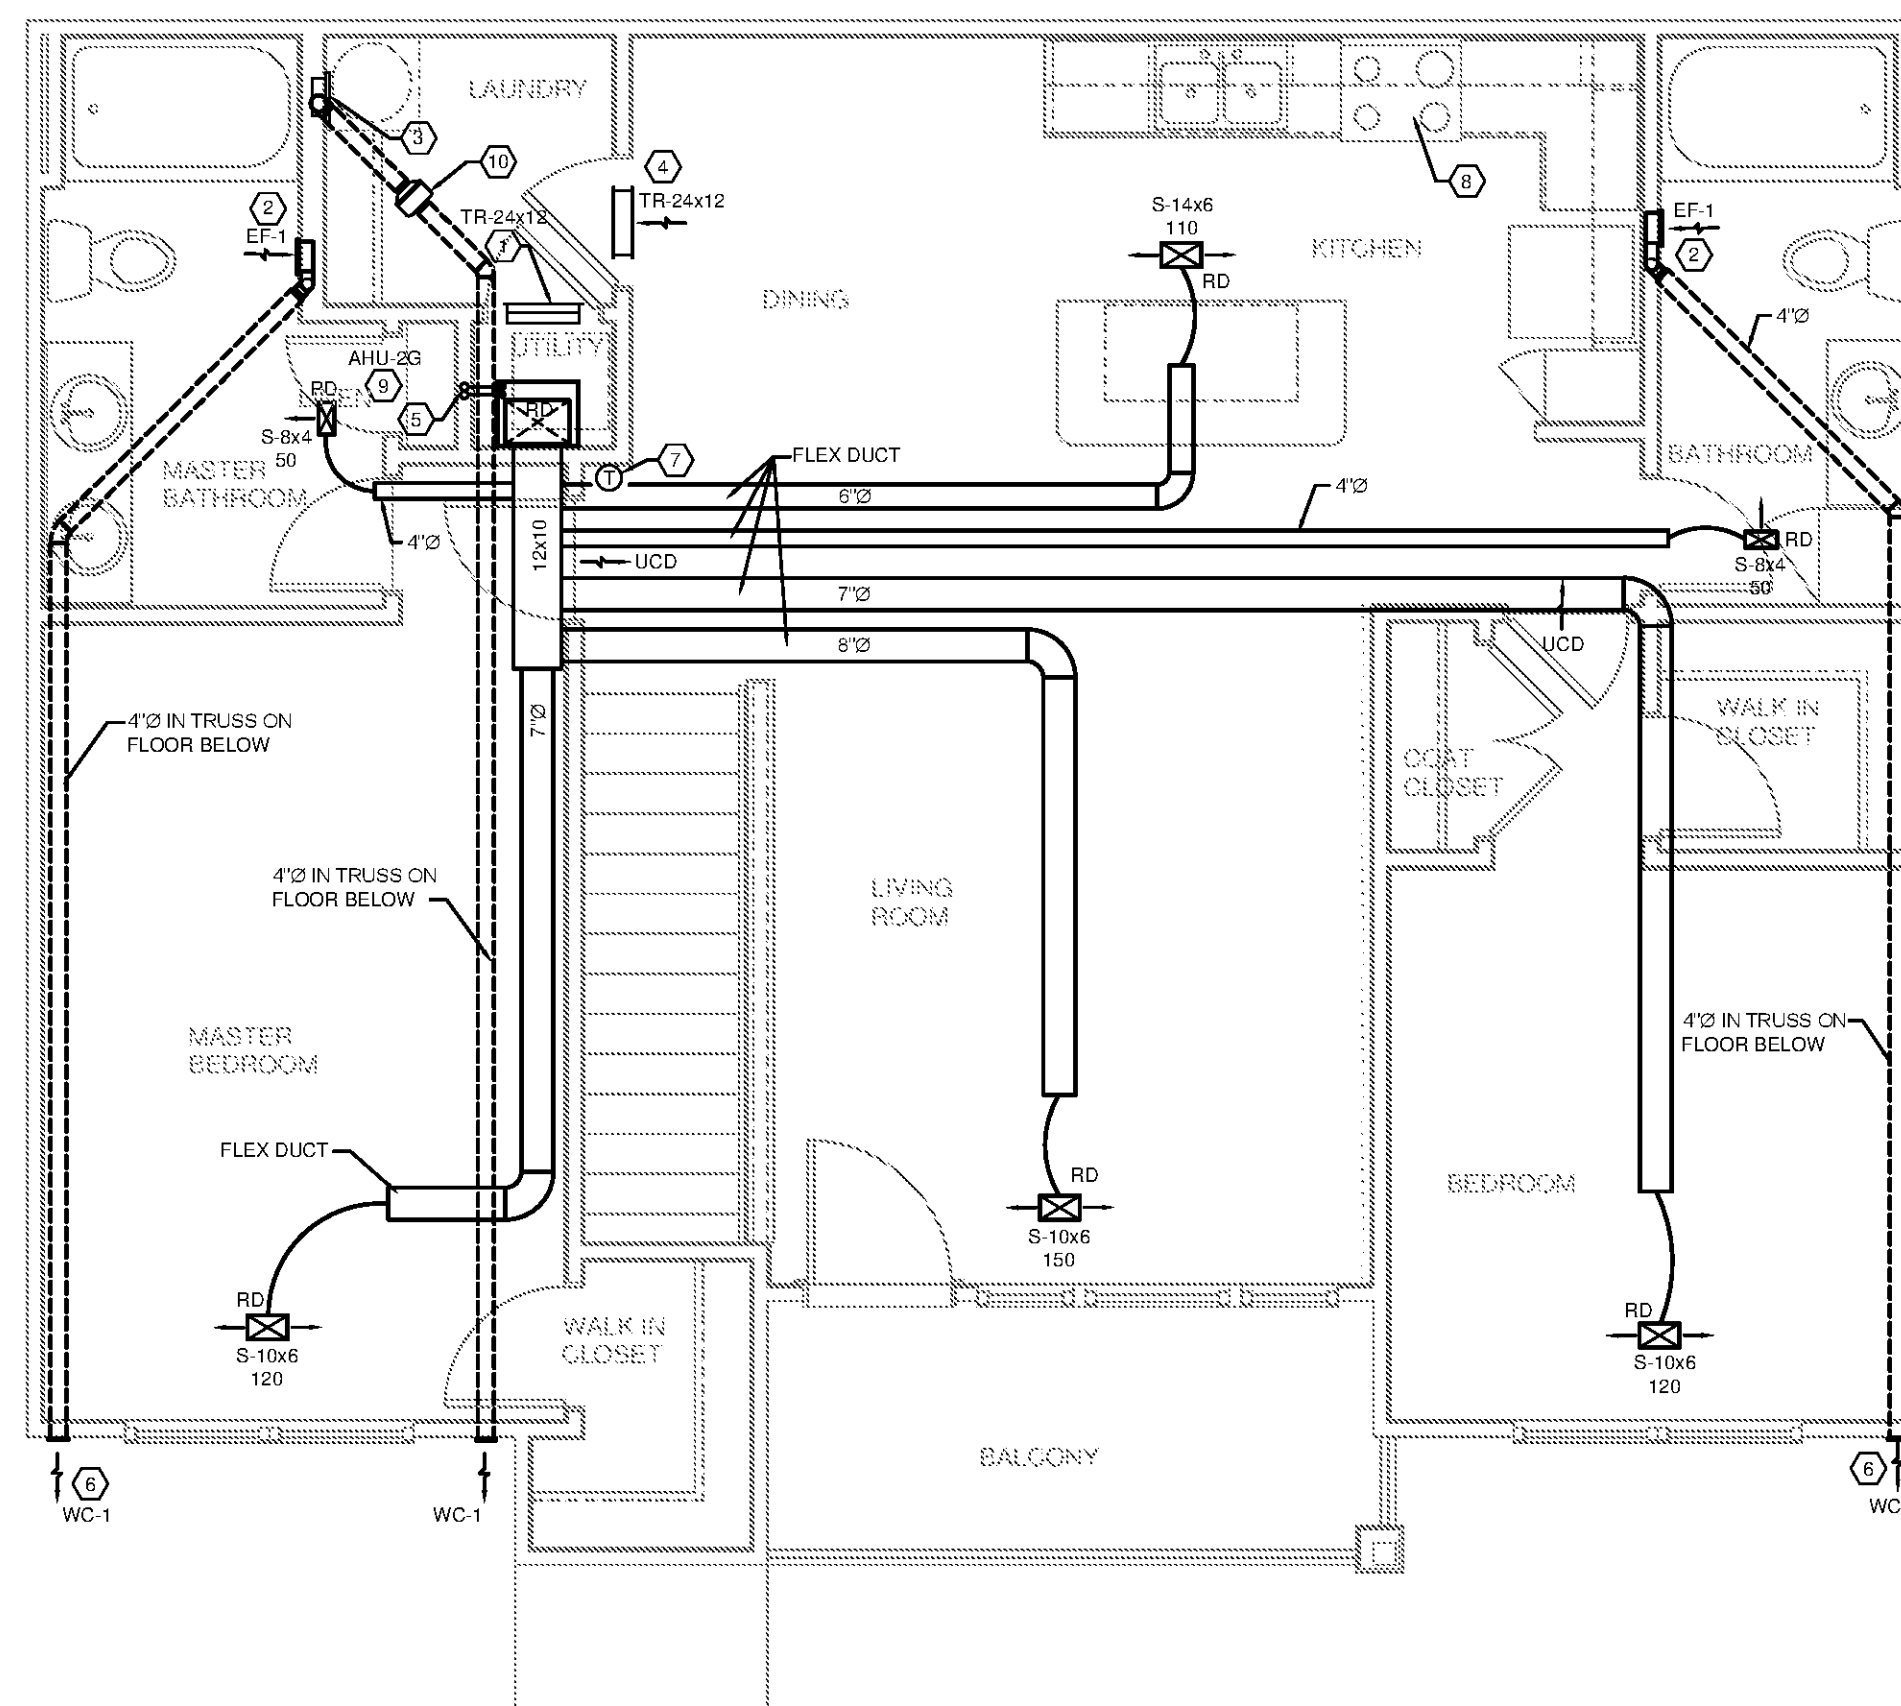 LAUNDRY
3
10
4
TR-24x12
TR-24x12
1
2
EF-1
8
S-14x6
110
RD
KITCHEN
EF-1
2
4"Ø
DINING
UTILITY
AHU-2G
9
RD
LINEN
5
RD
S-8x4
50
MASTER
BATHROOM
4"Ø
T
7
FLEX DUCT
6"Ø
4"Ø
BATHROOM
12x10
UCD
RD
S-8x4
50
7"Ø
UCD
8"Ø
7"Ø
4"Ø IN TRUSS ON
FLOOR BELOW
WALK IN
CLOSET
COAT
CLOSET
4"Ø IN TRUSS ON
FLOOR BELOW
LIVING
ROOM
MASTER
BEDROOM
4"Ø IN TRUSS ON
FLOOR BELOW
FLEX DUCT
RD
S-10x6
150
BEDROOM
RD
S-10x6
120
WALK IN
CLOSET
RD
S-10x6
120
BALCONY
6
WC-1
WC-1
6
WC